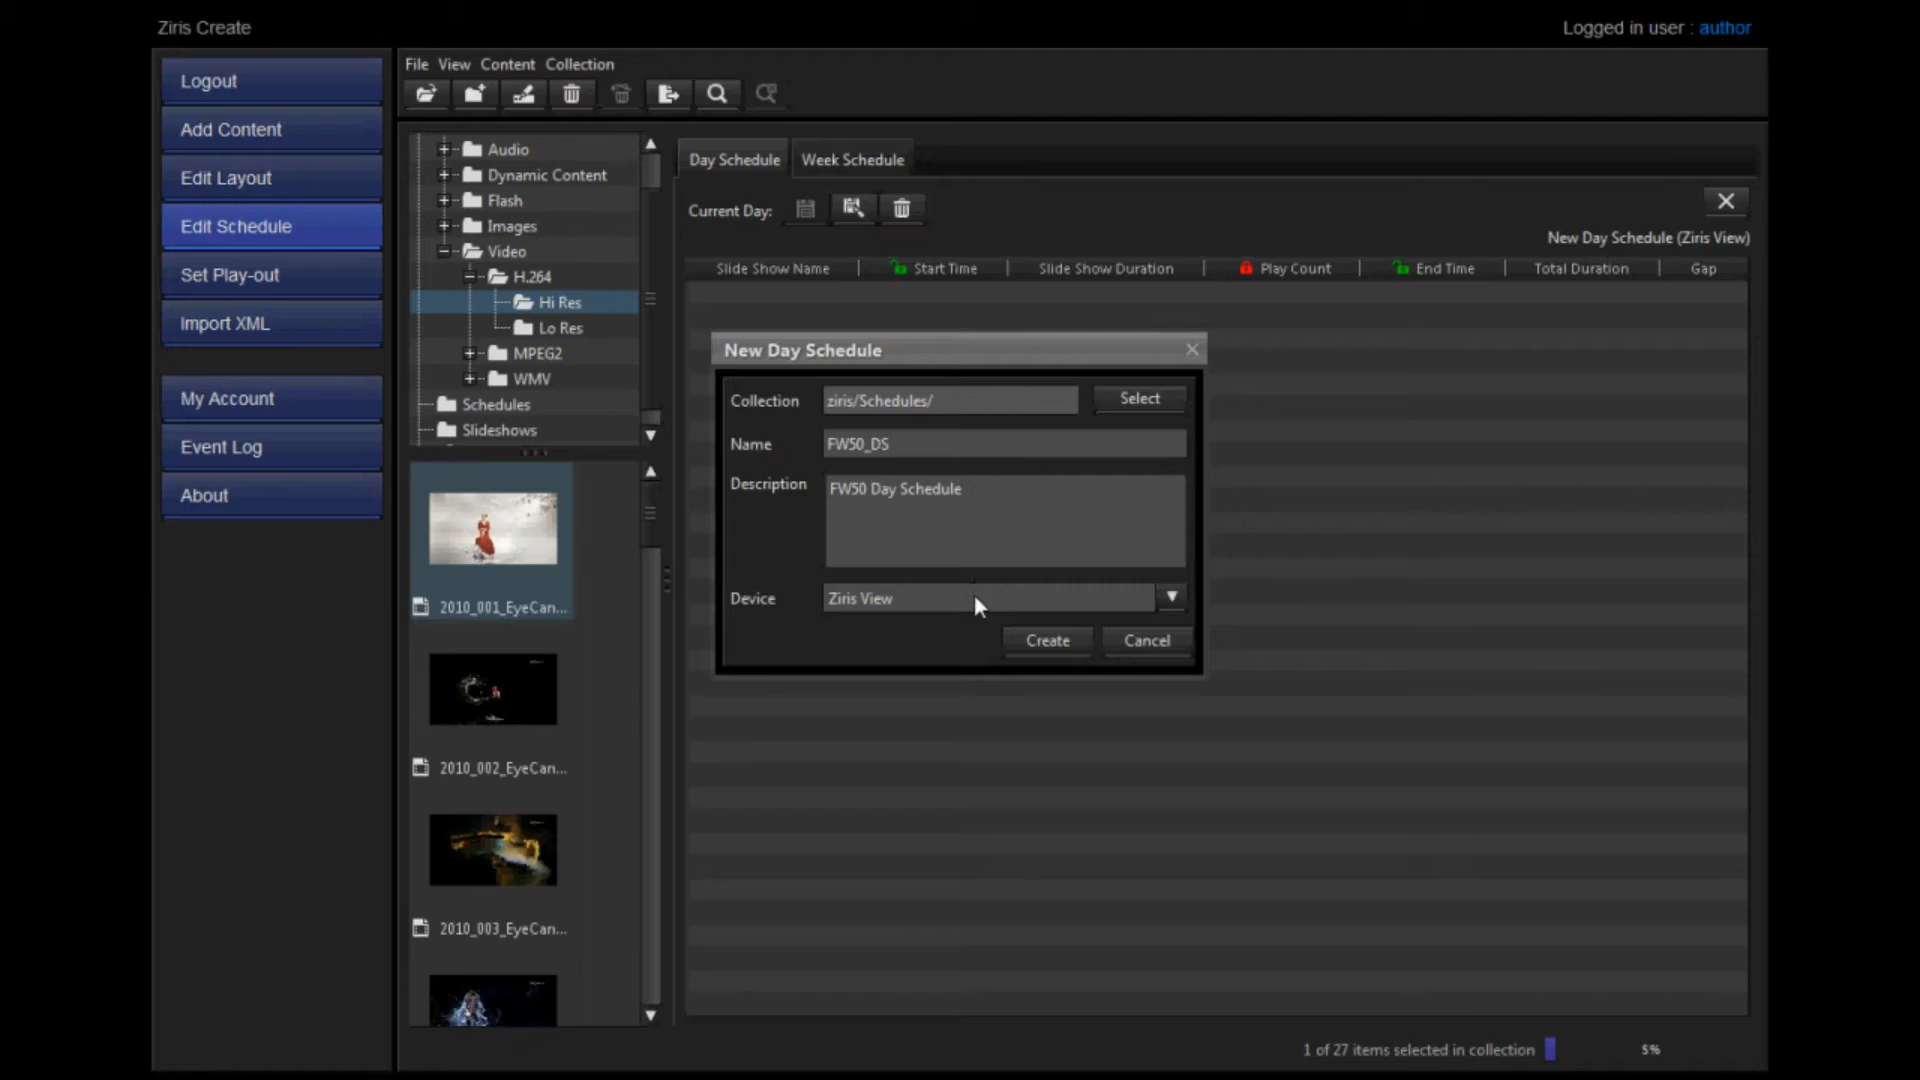 Ziris Create
Logged in user : author
Logout
Add Content
Edit Layout
Edit Schedule
Set Play-out
Import XML
My Account
Event Log
About
File View Content Collection
Audio
Dynamic Content
Flash
Images
Video
H.264
Hi Res
Lo Res
MPEG2
WMV
Schedules
Slideshows
2010_001_EyeCan...
2010_002_EyeCan...
2010_003_EyeCan...
Day Schedule Week Schedule
Current Day:
New Day Schedule (Ziris View)
Slide Show Name Start Time Slide Show Duration Play Count End Time Total Duration Gap
New Day Schedule
Collection ziris/Schedules/ Select
Name FW50_DS
Description FW50 Day Schedule
Device Ziris View
Create Cancel
1 of 27 items selected in collection 5%